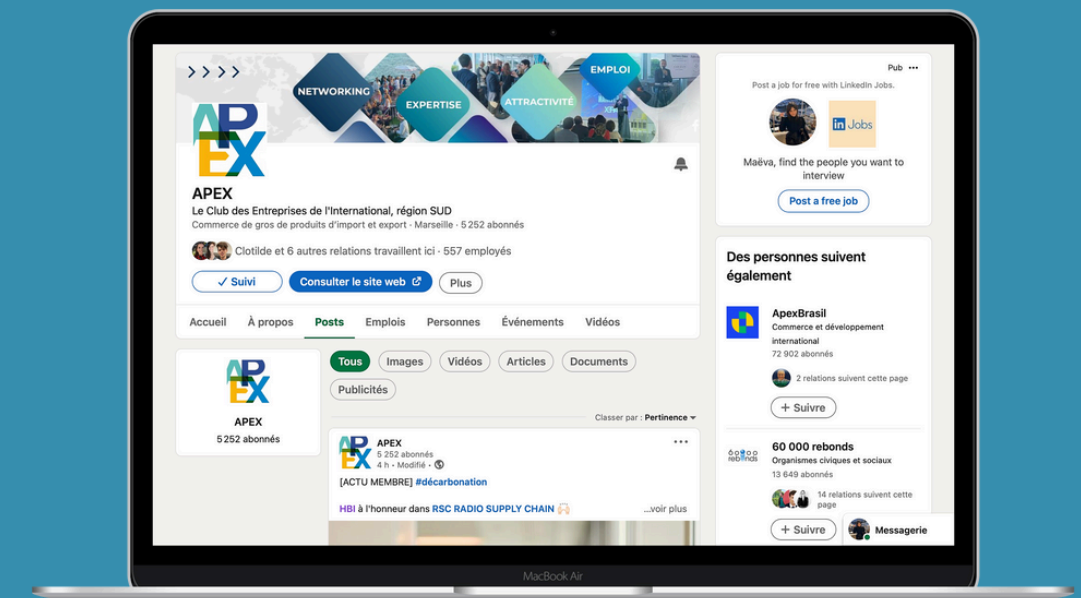 >>>>
NETWORKING
EXPERTISE
ATTRACTIVITÉ
EMPLOI
APEX
APEX
Le Club des Entreprises de l'International, région SUD
Commerce de gros de produits d'import et export · Marseille · 5 252 abonnés
Clotilde et 6 autres relations travaillent ici · 557 employés
✓ Suivi
Consulter le site web
Plus
Accueil À propos Posts Emplois Personnes Événements Vidéos
APEX
APEX
5 252 abonnés
Tous Images Vidéos Articles Documents
Publicités
Classer par : Pertinence
APEX
APEX
5 252 abonnés
4 h • Modifié •
[ACTU MEMBRE] #décarbonation
HBI à l'honneur dans RSC RADIO SUPPLY CHAIN
...voir plus
Pub •••
Post a job for free with LinkedIn Jobs.
in Jobs
Maëva, find the people you want to
interview
Post a free job
Des personnes suivent
également
ApexBrasil
Commerce et développement
international
72 902 abonnés
2 relations suivent cette page
+ Suivre
60 000 rebonds
rebonds
Organismes civiques et sociaux
13 649 abonnés
14 relations suivent cette
page
+ Suivre
Messagerie
MacBook Air